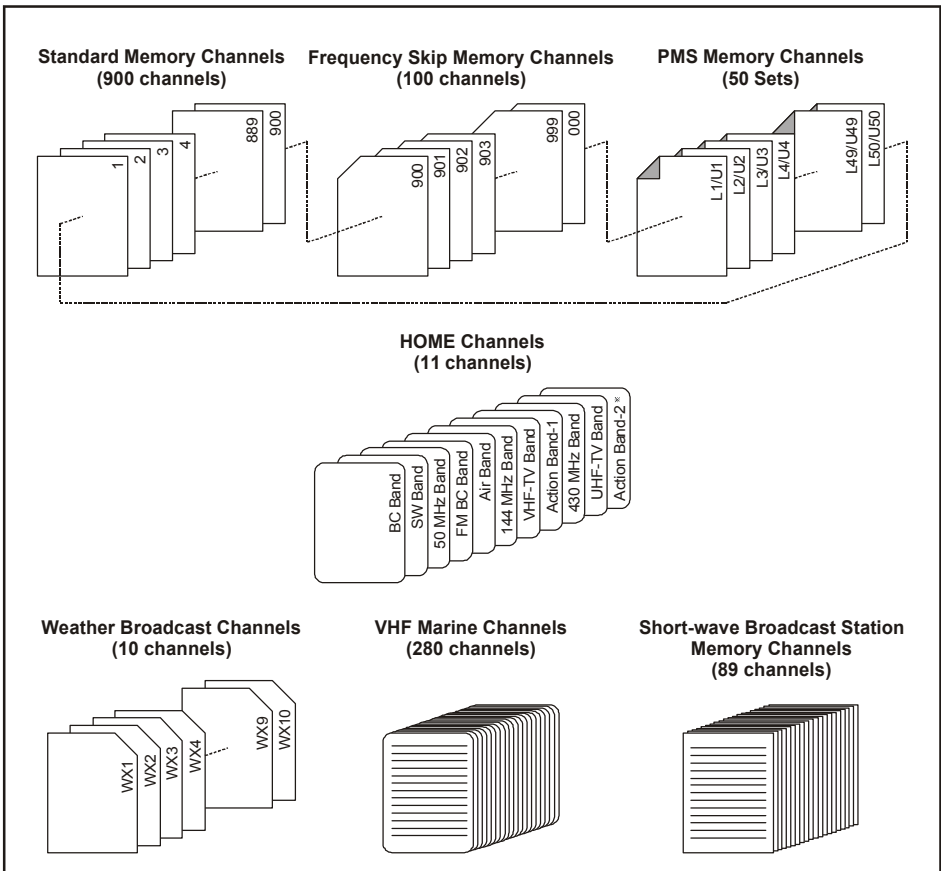 Standard Memory Channels
(900 channels)
1
2
3
4
889
900
Frequency Skip Memory Channels
(100 channels)
900
901
902
903
999
000
PMS Memory Channels
(50 Sets)
L1/U1
L2/U2
L3/U3
L4/U4
L49/U49
L50/U50
HOME Channels
(11 channels)
BC Band
SW Band
50 MHz Band
FM BC Band
Air Band
144 MHz Band
VHF-TV Band
Action Band-1
430 MHz Band
UHF-TV Band
Action Band-2 ※
Weather Broadcast Channels
(10 channels)
WX1
WX2
WX3
WX4
WX9
WX10
VHF Marine Channels
(280 channels)
Short-wave Broadcast Station
Memory Channels
(89 channels)